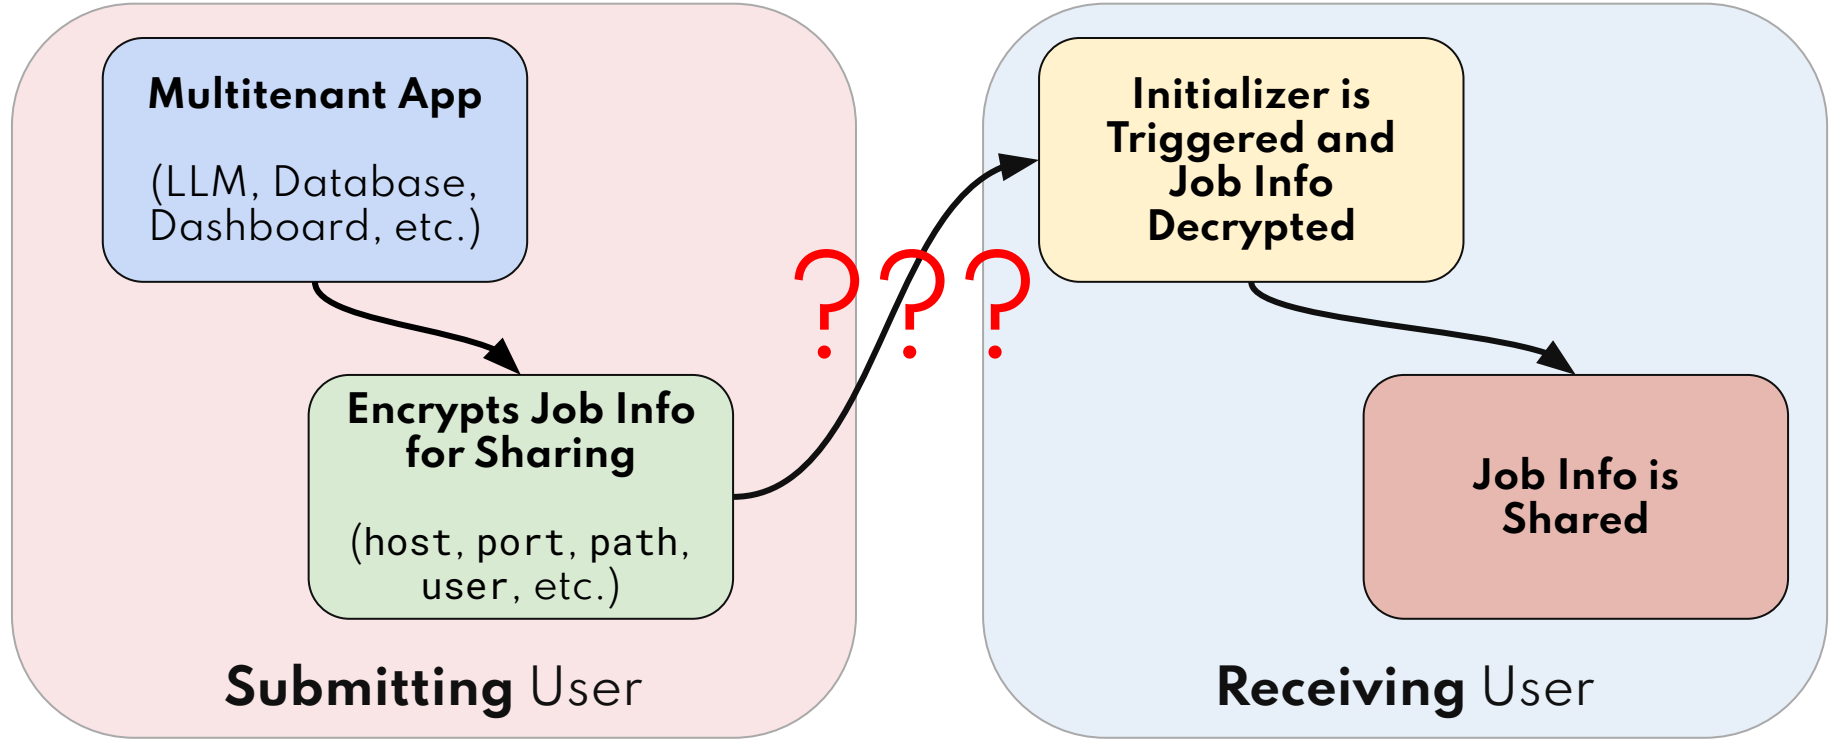 Multitenant App
(LLM, Database,
Dashboard, etc.)
Encrypts Job Info
for Sharing
(host, port, path,
user, etc.)
Submitting User
???
Initializer is
Triggered and
Job Info
Decrypted
Job Info is
Shared
Receiving User